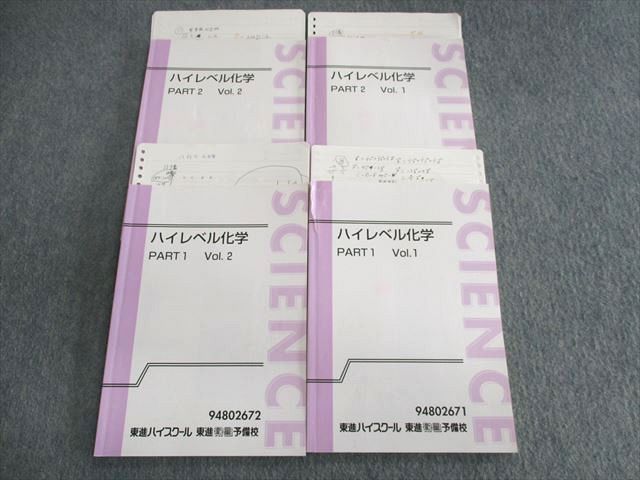 ハイレベル化学
PART 2 Vol. 2
SCIEN
ハイレベル化学
PART 2 Vol. 1
SCIEN
ハイレベル化学
PART 1 Vol. 2
SCIENCE
94802672
東進ハイスクール 東進衛星予備校
ハイレベル化学
PART 1 Vol. 1
SCIENCE
94802671
東進ハイスクール 東進衛星予備校